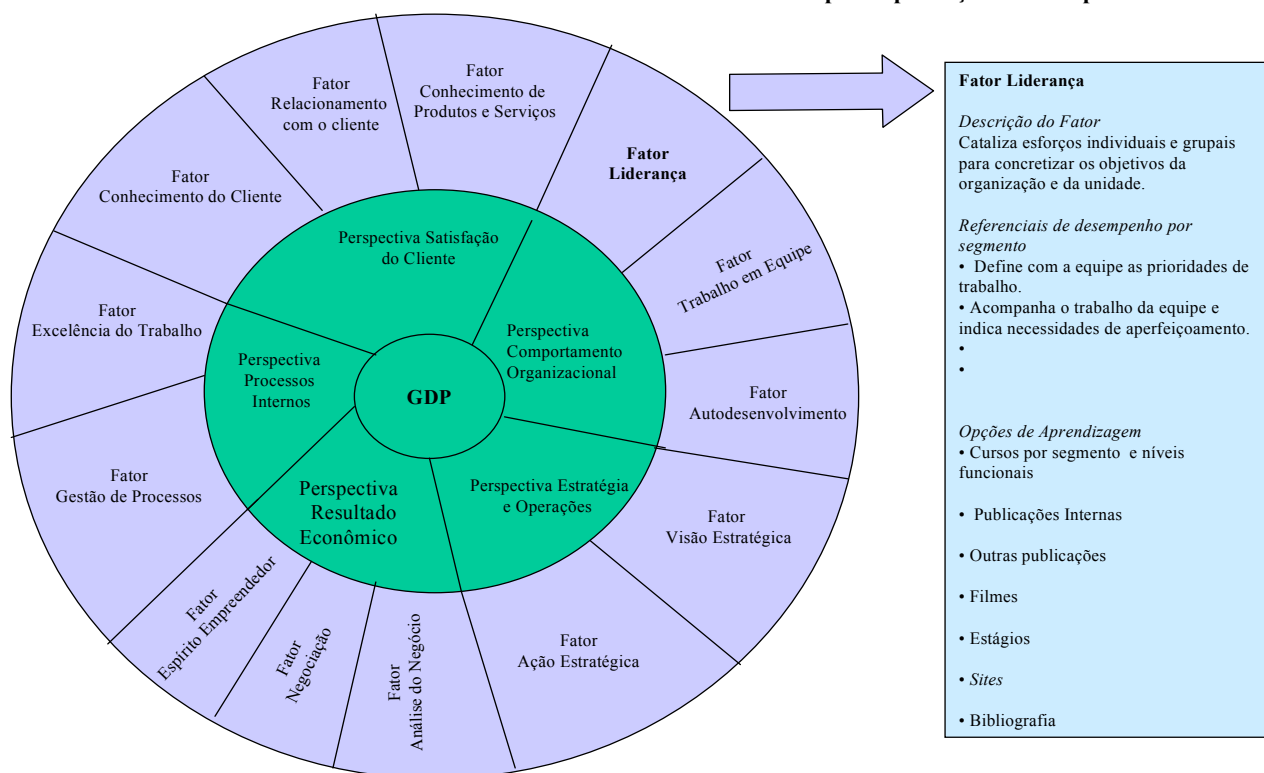 Fator
Relacionamento
com o cliente
Fator
Conhecimento de
Produtos e Serviços
Fator
Liderança
Fator
Trabalho em Equipe
Fator
Autodesenvolvimento
Fator
Visão Estratégica
Fator
Ação Estratégica
Fator
Análise do Negócio
Fator
Negociação
Fator
Espírito Empreendedor
Fator
Gestão de Processos
Fator
Excelência do Trabalho
Fator
Conhecimento do Cliente
Perspectiva Satisfação
do Cliente
Perspectiva
Comportamento
Organizacional
Perspectiva Estratégia
e Operações
Perspectiva
Resultado
Econômico
Perspectiva
Processos
Internos
GDP
Fator Liderança
Descrição do Fator
Cataliza esforços individuais e grupais
para concretizar os objetivos da
organização e da unidade.
Referenciais de desempenho por
segmento
• Define com a equipe as prioridades de
trabalho.
• Acompanha o trabalho da equipe e
indica necessidades de aperfeiçoamento.
•
•
Opções de Aprendizagem
• Cursos por segmento e níveis
funcionais
• Publicações Internas
• Outras publicações
• Filmes
• Estágios
• Sites
• Bibliografia